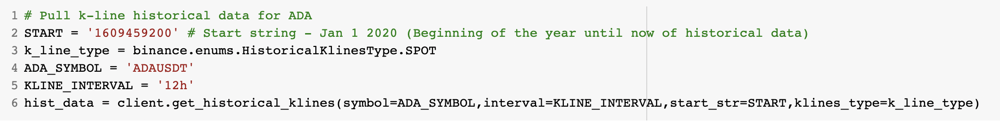 1 # Pull k-line historical data for ADA
2 START = '1609459200' # Start string - Jan 1 2020 (Beginning of the year until now of historical data)
3 k_line_type = binance.enums.HistoricalKlinesType.SPOT
4 ADA_SYMBOL = 'ADAUSDT'
5 KLINE_INTERVAL = '12h'
6 hist_data = client.get_historical_klines(symbol=ADA_SYMBOL,interval=KLINE_INTERVAL,start_str=START,klines_type=k_line_type)